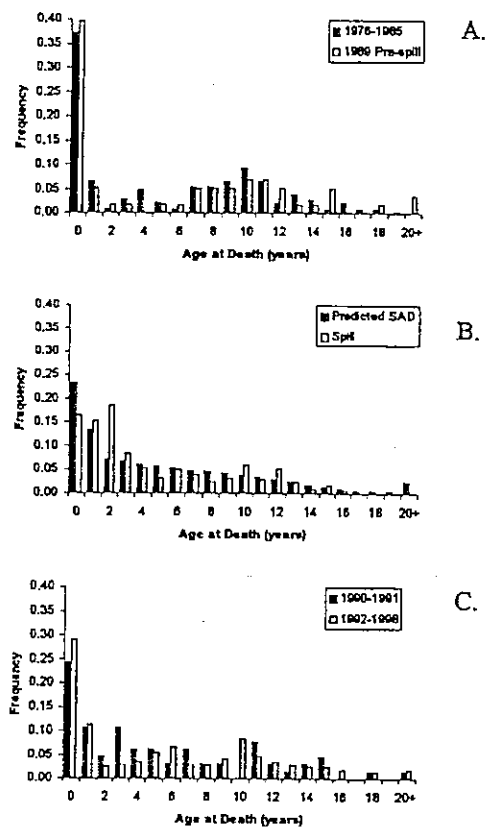 A.
1976-1985
1989 Pre-spill
Frequency
0.40
0.35
0.30
0.25
0.20
0.15
0.10
0.05
0.00
0 2 4 6 8 10 12 14 16 18 20+
Age at Death (years)
B.
Predicted SAD
Spill
Frequency
0.40
0.35
0.30
0.25
0.20
0.15
0.10
0.05
0.00
0 2 4 6 8 10 12 14 16 18 20+
Age at Death (years)
C.
1990-1991
1992-1998
Frequency
0.40
0.35
0.30
0.25
0.20
0.15
0.10
0.05
0.00
0 2 4 6 8 10 12 14 16 18 20+
Age at Death (years)